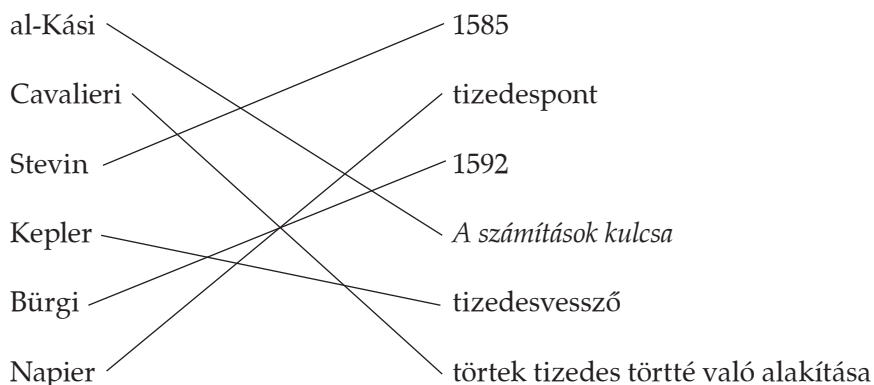 al-Kási 1585
Cavalieri tizedespont
Stevin 1592
Kepler A számítások kulcsa
Bürgi tizedesvessző
Napier törtek tizedes törtté való alakítása